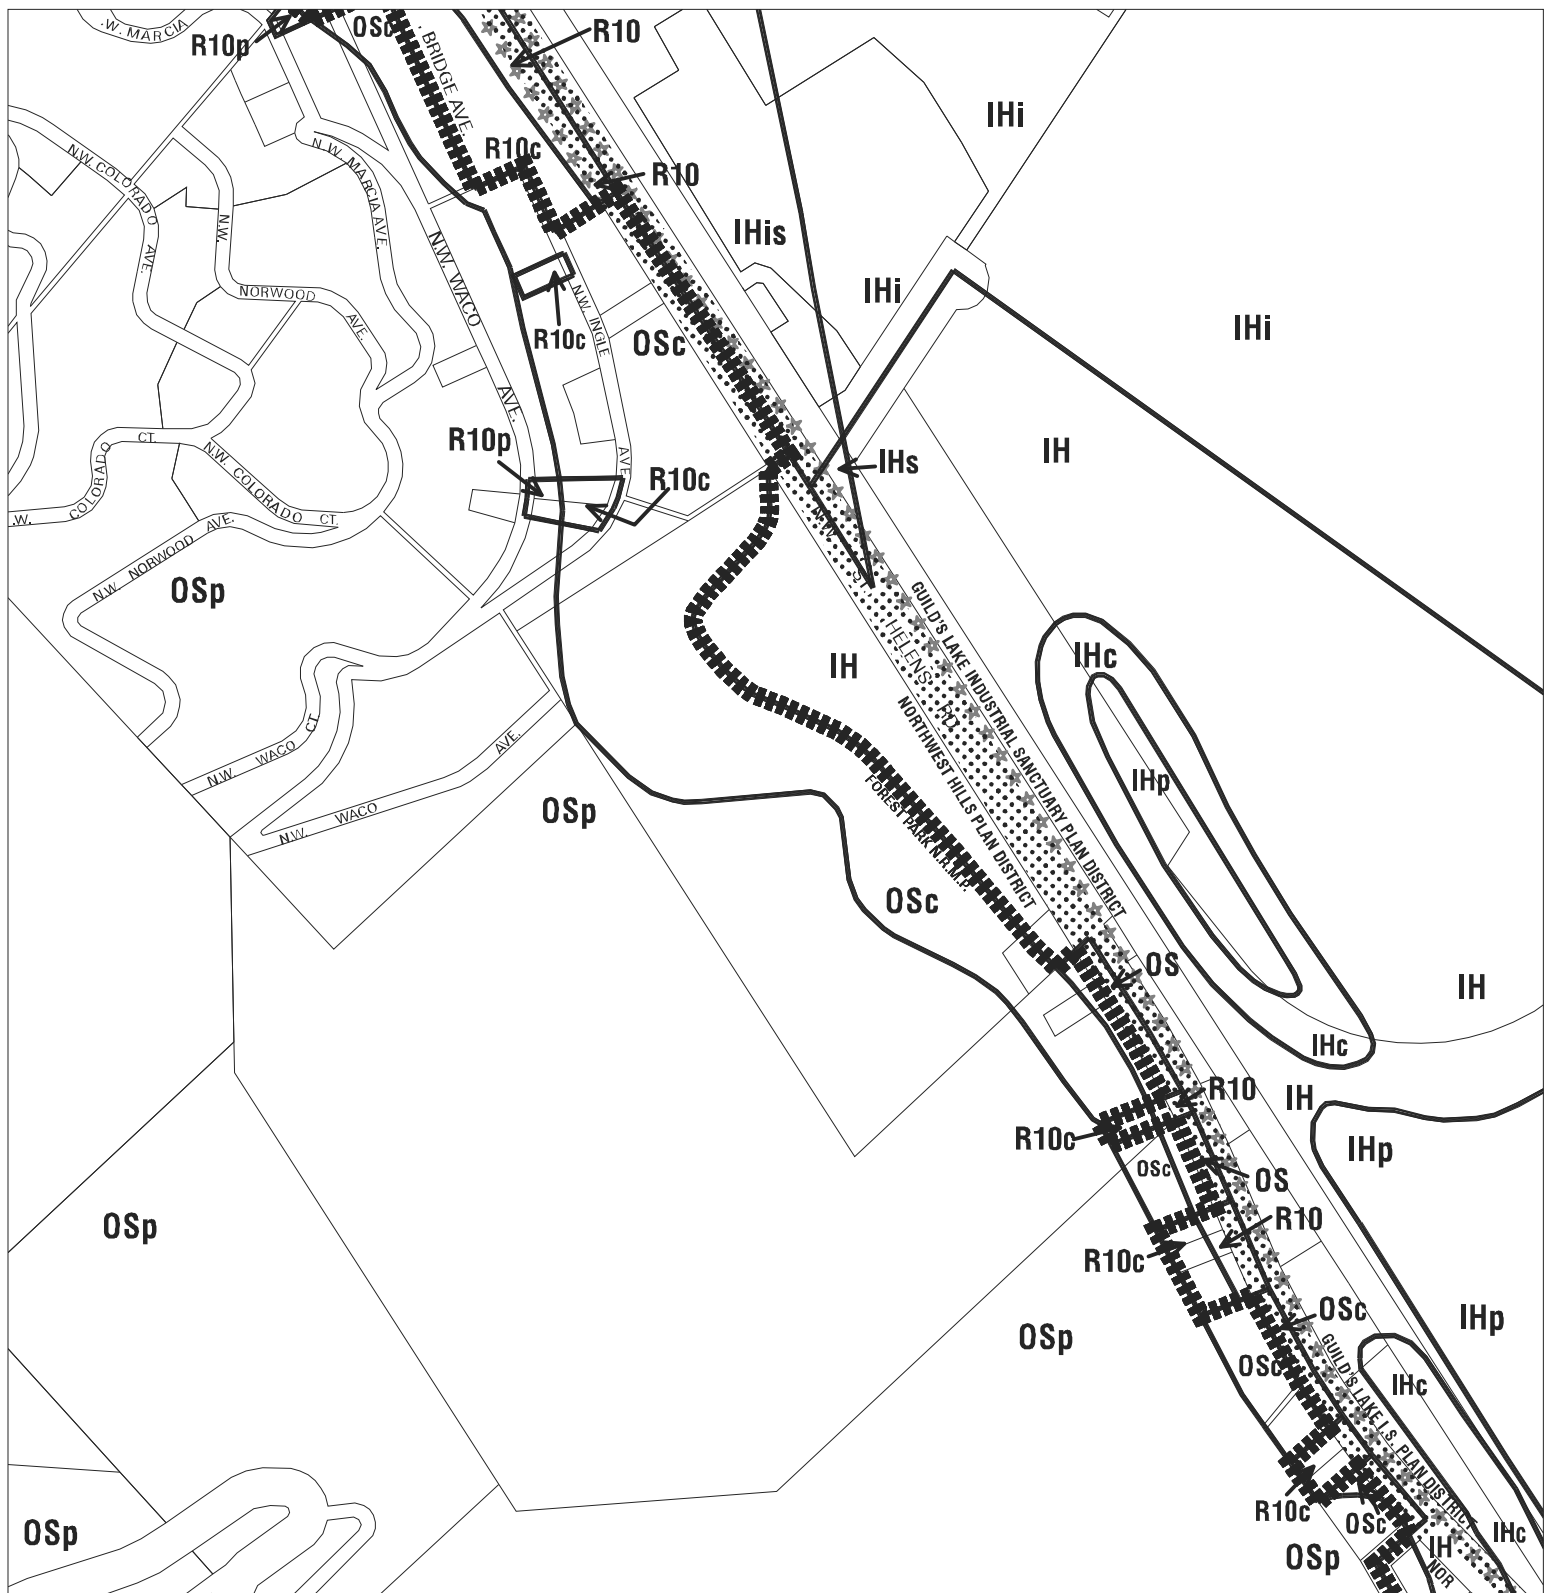 .W. MARCIA
R10p
OSc
BRIDGE AVE.
R10
IHi
R10c
R10
N.W. COLORADO
AVE.
N.W. MARCIA AVE.
N.W.
N.W. WACO
AVE.
IHis
IHi
IHi
NORWOOD
AVE.
R10c
N.W. INGLE
AVE.
OSc
R10p
R10c
IHs
IH
CT.
COLORADO
.W.
N.W. COLORADO
CT.
N.W. NORWOOD
AVE.
OSp
N.W.
ST.
HELENS
RD.
GUILD'S LAKE INDUSTRIAL SANCTUARY PLAN DISTRICT
NORTHWEST HILLS PLAN DISTRICT
IH
IHc
IHp
N.W. WACO CT.
N.W. WACO
AVE.
OSp
FOREST PARK N.R.M.P.
OSc
OS
IH
IHc
IH
R10
R10c
OSc
OS
IHp
OSp
R10
R10c
OSp
OSc
OSc
IHp
GUILD'S LAKE I.S. PLAN DISTRICT
IHc
R10c
OSc
IH
IHc
OSp
OSp
NOR